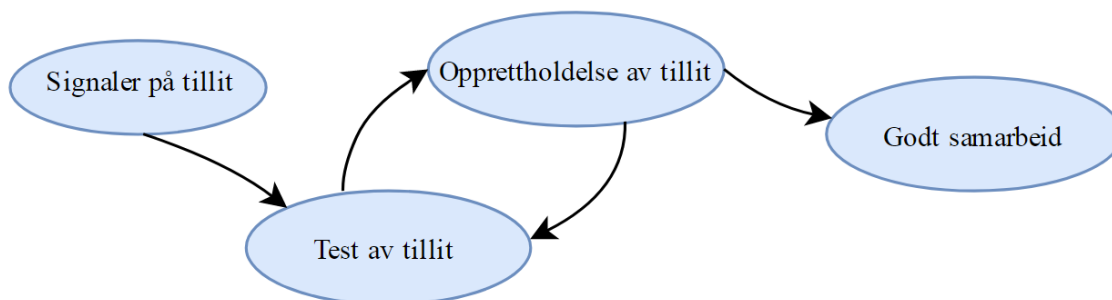 Signaler på tillit
Opprettholdelse av tillit
Godt samarbeid
Test av tillit